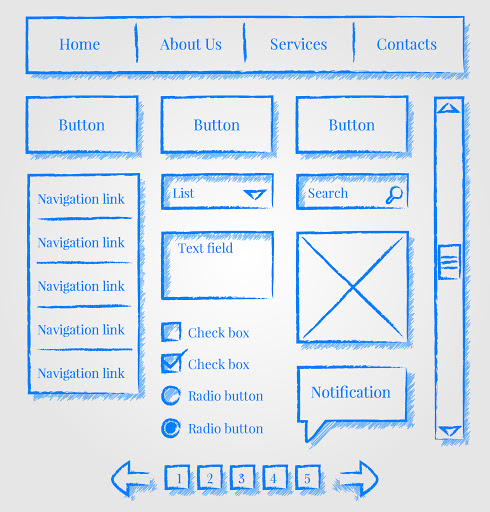 Home
About Us
Services
Contacts
Button
Button
Button
Navigation link
Navigation link
Navigation link
Navigation link
Navigation link
List
Search
Text field
Check box
Check box
Radio button
Radio button
Notification
1 2 3 4 5